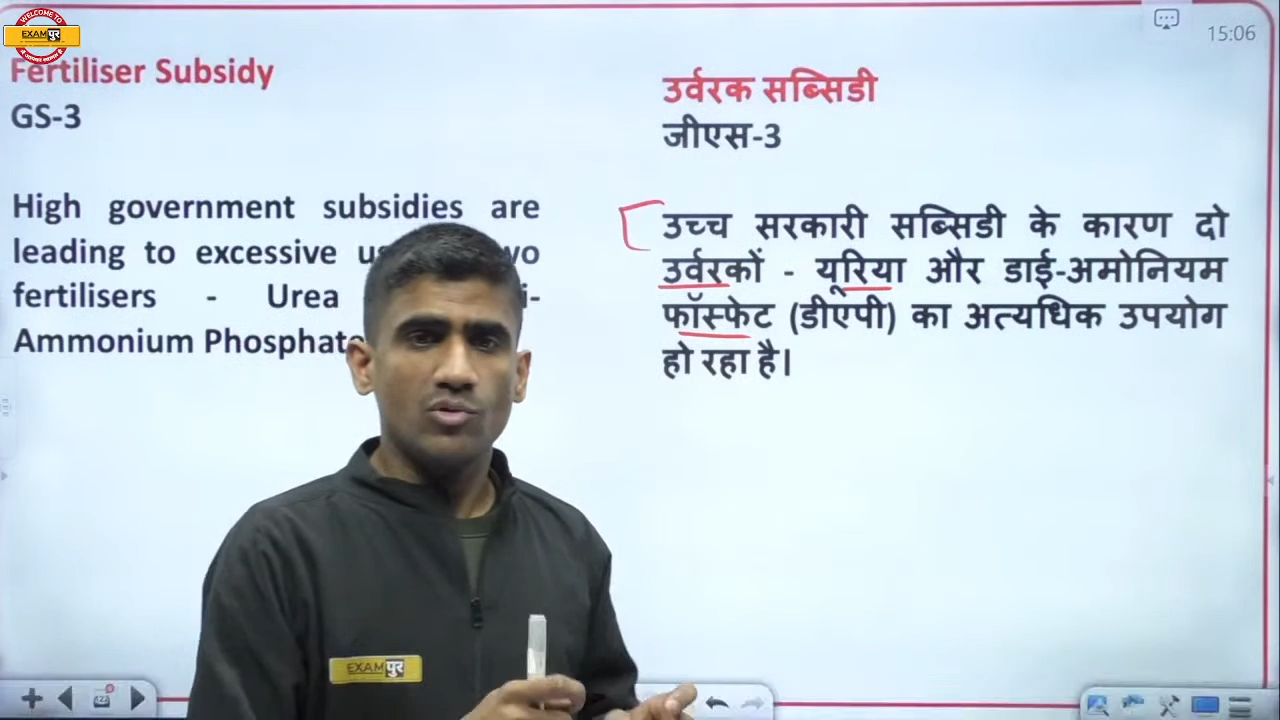 WELCOME TO
EXAMपुर
15:06
Fertiliser Subsidy
GS-3
High government subsidies are
leading to excessive
fertilisers - Urea
Ammonium Phosphate
उर्वरक सब्सिडी
जीएस-3
उच्च सरकारी सब्सिडी के कारण दो
उर्वरकों - यूरिया और डाई-अमोनियम
फॉस्फेट (डीएपी) का अत्यधिक उपयोग
हो रहा है।
EXAMपुर